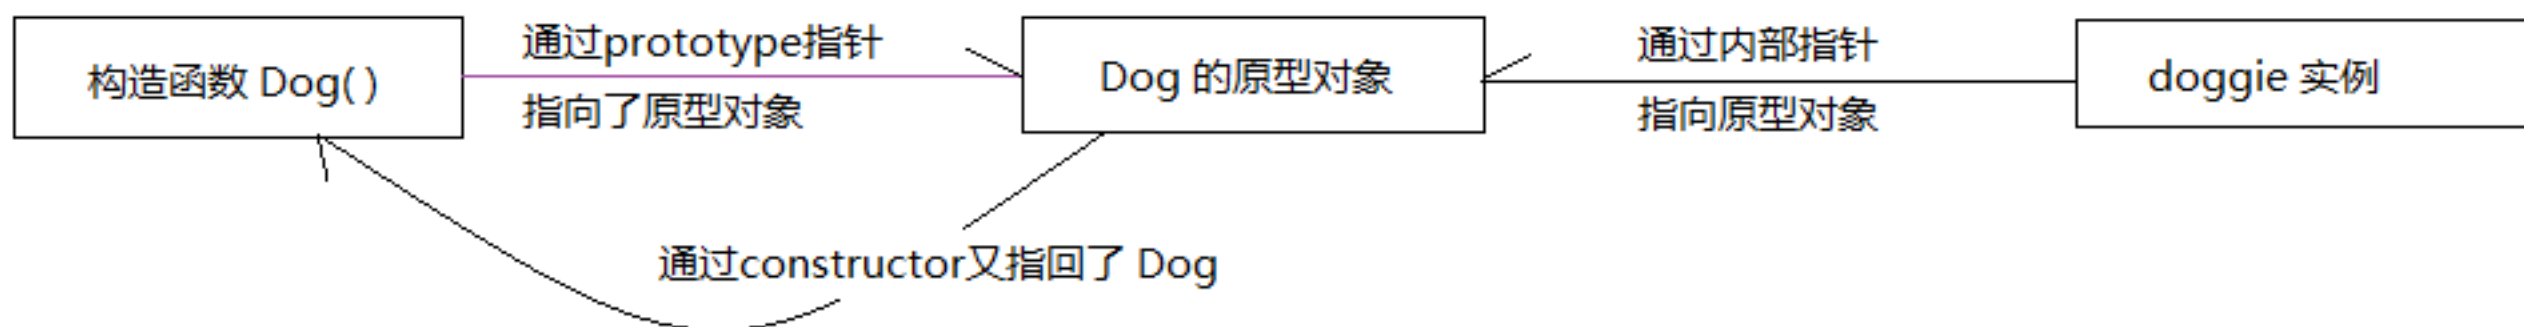 构造函数 Dog( )
通过prototype指针
指向了原型对象
Dog 的原型对象
通过内部指针
指向原型对象
doggie 实例
通过constructor又指回了 Dog